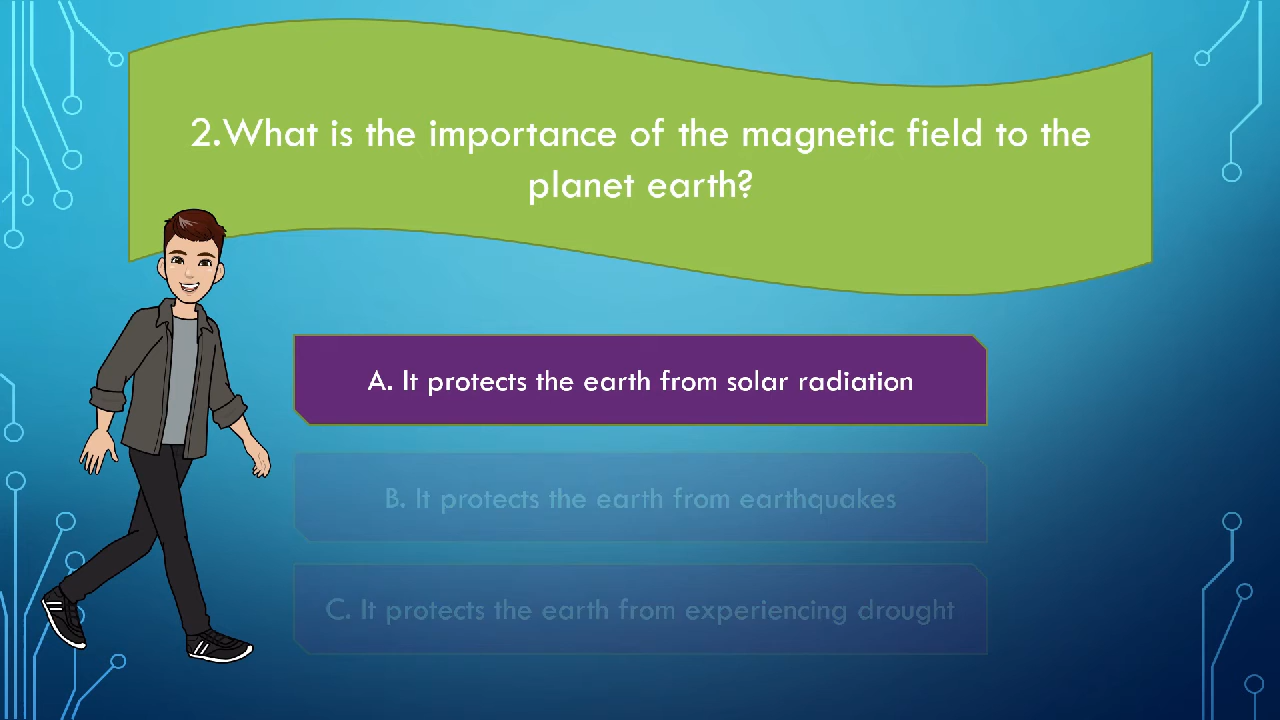 2.What is the importance of the magnetic field to the
planet earth?
A. It protects the earth from solar radiation
B. It protects the earth from earthquakes
C. It protects the earth from experiencing drought